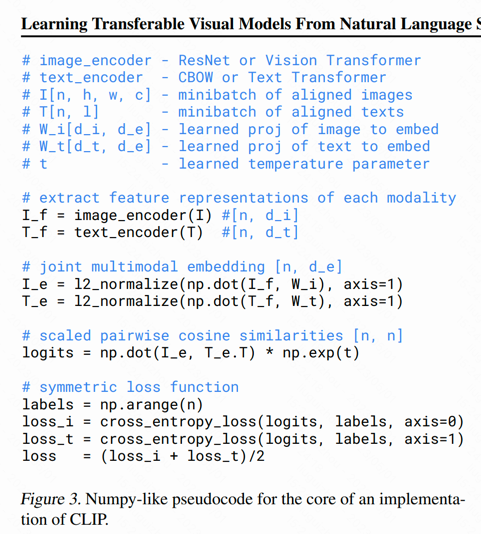 Learning Transferable Visual Models From Natural Language S
# image_encoder - ResNet or Vision Transformer
# text_encoder - CBOW or Text Transformer
# I[n, h, w, c] - minibatch of aligned images
# T[n, l] - minibatch of aligned texts
# W_i[d_i, d_e] - learned proj of image to embed
# W_t[d_t, d_e] - learned proj of text to embed
# t - learned temperature parameter
# extract feature representations of each modality
I_f = image_encoder(I) #[n, d_i]
T_f = text_encoder(T) #[n, d_t]
# joint multimodal embedding [n, d_e]
I_e = l2_normalize(np.dot(I_f, W_i), axis=1)
T_e = l2_normalize(np.dot(T_f, W_t), axis=1)
# scaled pairwise cosine similarities [n, n]
logits = np.dot(I_e, T_e.T) * np.exp(t)
# symmetric loss function
labels = np.arange(n)
loss_i = cross_entropy_loss(logits, labels, axis=0)
loss_t = cross_entropy_loss(logits, labels, axis=1)
loss = (loss_i + loss_t)/2
Figure 3. Numpy-like pseudocode for the core of an implementa-
tion of CLIP.